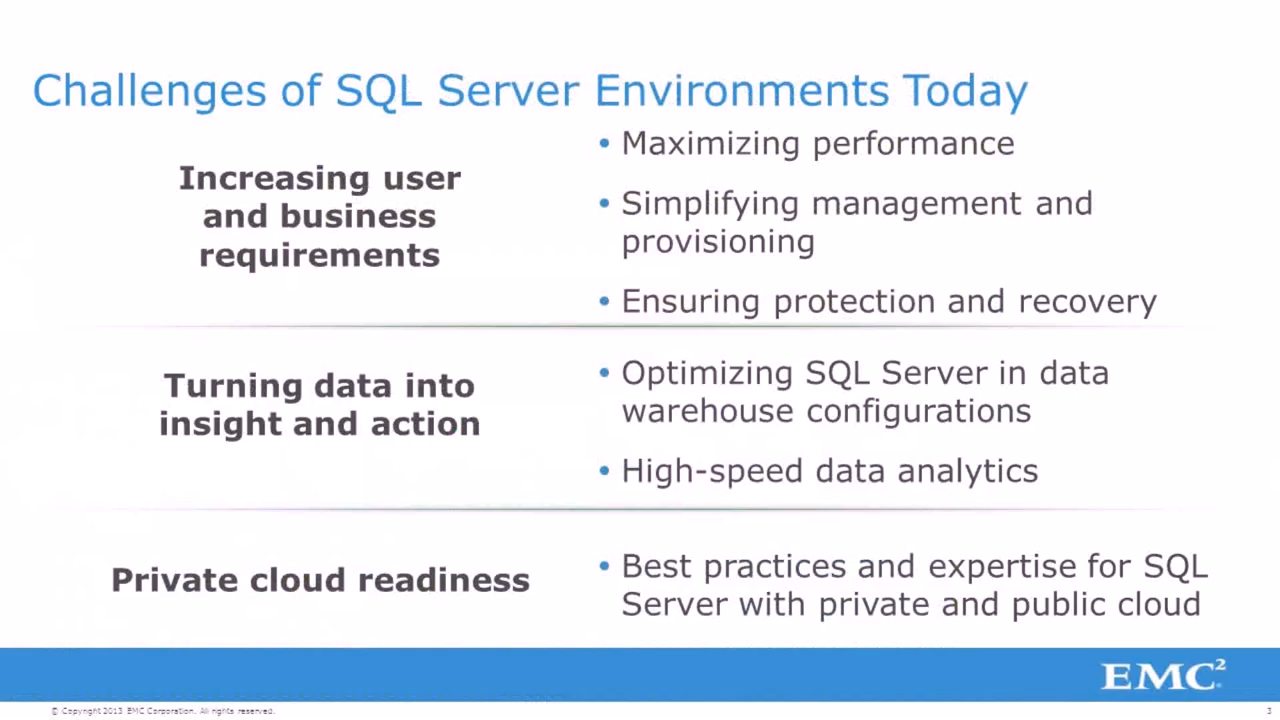 Challenges of SQL Server Environments Today
Increasing user
and business
requirements
• Maximizing performance
• Simplifying management and
provisioning
• Ensuring protection and recovery
Turning data into
insight and action
• Optimizing SQL Server in data
warehouse configurations
• High-speed data analytics
Private cloud readiness
• Best practices and expertise for SQL
Server with private and public cloud
EMC²
© Copyright 2013 EMC Corporation. All rights reserved.
3